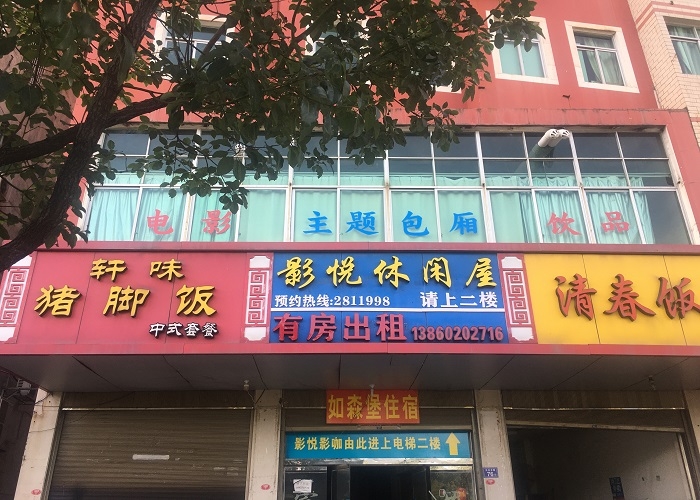 电影 主题包厢 饮品
轩味
猪脚饭
中式套餐
影悦休闲屋
预约热线:2811998 请上二楼
有房出租 13860202716
清春饭
如森堡住宿
影悦影咖由此进上电梯二楼